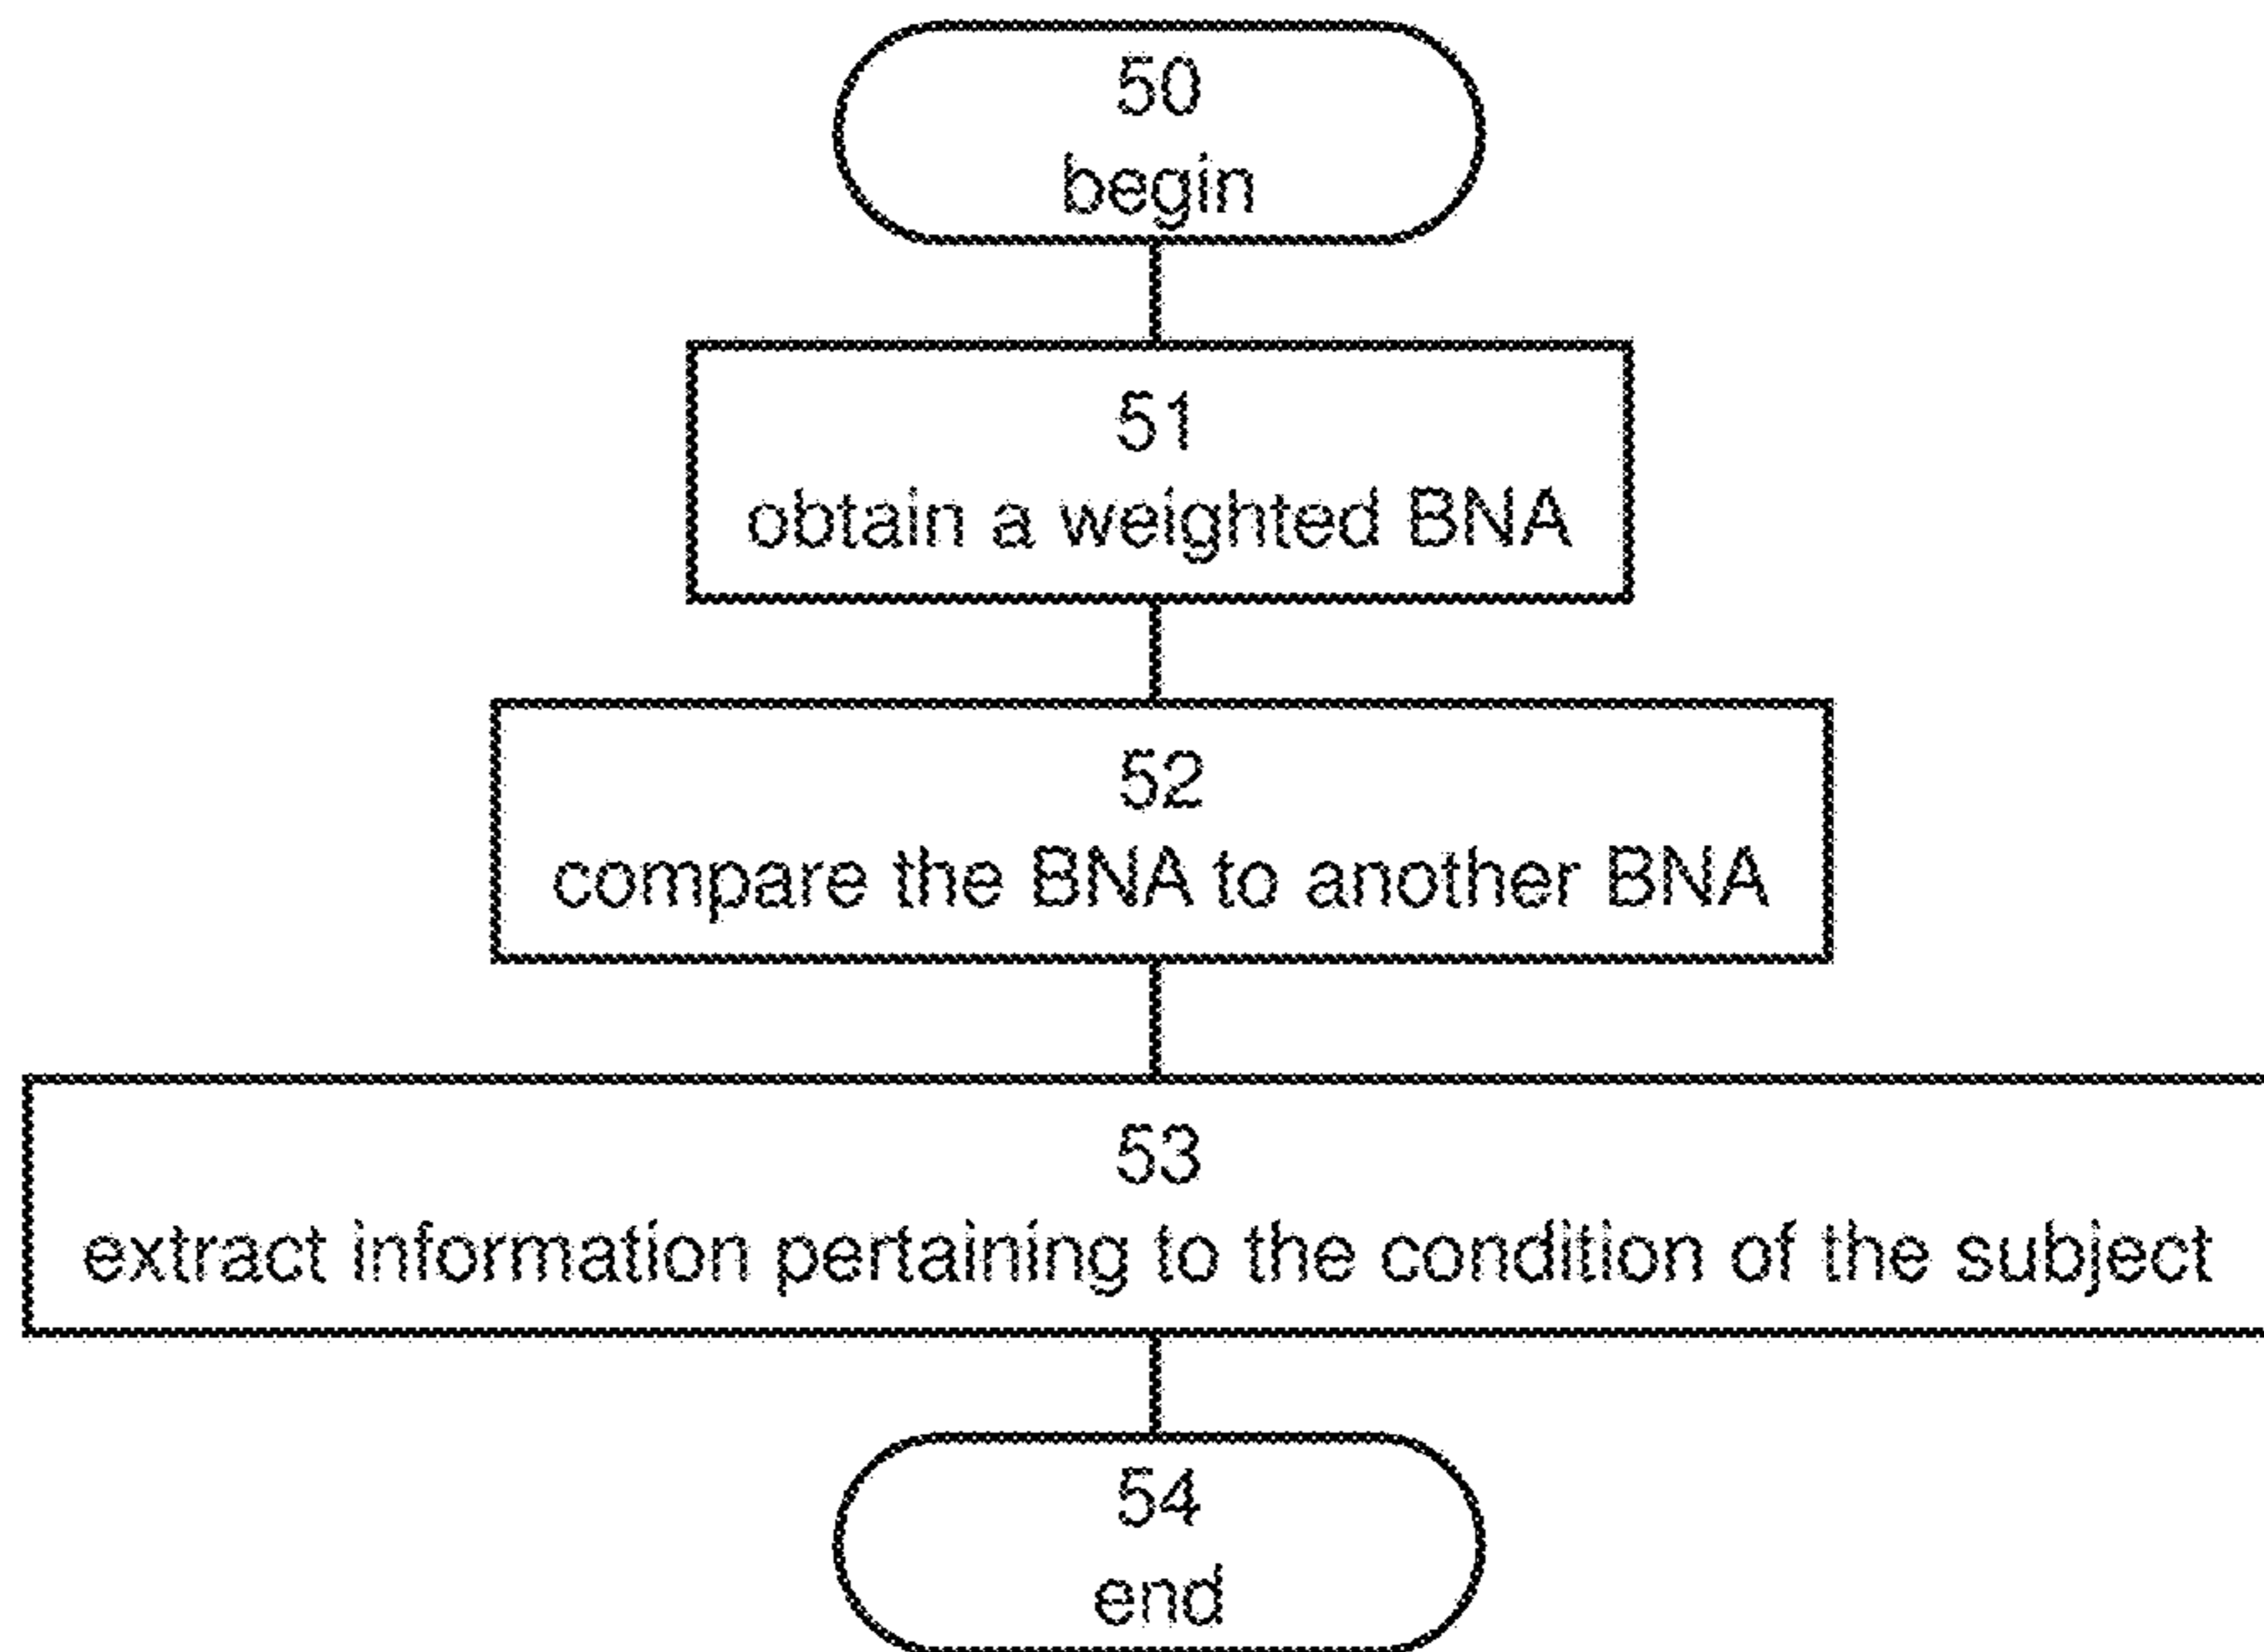 50
begin
51
obtain a weighted BNA
52
compare the BNA to another BNA
53
extract information pertaining to the condition of the subject
54
end